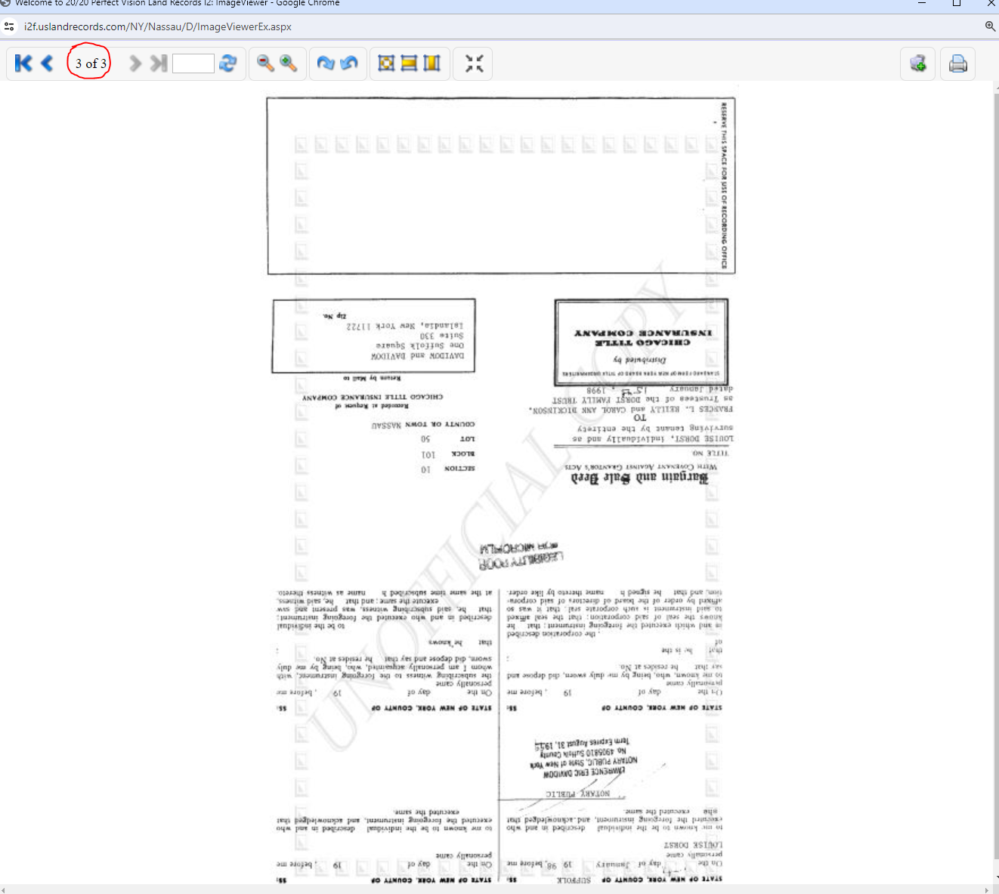 Welcome to 20/20 Perfect Vision Land Records I2: ImageViewer - Google Chrome
i2f.uslandrecords.com/NY/Nassau/D/ImageViewerEx.aspx
3 of 3
STATE OF NEW YORK, COUNTY OF SUFFOLK ss:
On the day of January 19 98, before me
personally came
LOUISE DORST
to me known to be the individual described in and who
executed the foregoing instrument, and acknowledged that
she executed the same.
NOTARY PUBLIC
LAWRENCE ERIC DAVIDOW
NOTARY PUBLIC, State of New York
No. 4905810 Suffolk County
Term Expires August 31, 19
STATE OF NEW YORK, COUNTY OF ss:
On the day of 19 , before me
personally came
to me known to be the individual described in and who
executed the foregoing instrument, and acknowledged that
executed the same.
STATE OF NEW YORK, COUNTY OF ss:
On the day of 19 , before me
personally came
to me known, who, being by me duly sworn, did depose and
say that he resides at No.
;
that he is the
of
, the corporation described
in and which executed the foregoing instrument; that he
knows the seal of said corporation; that the seal affixed
to said instrument is such corporate seal; that it was so
affixed by order of the board of directors of said corpora-
tion, and that he signed h name thereto by like order.
STATE OF NEW YORK, COUNTY OF ss:
On the day of 19 , before me
personally came
the subscribing witness to the foregoing instrument, with
whom I am personally acquainted, who, being by me duly
sworn, did depose and say that he resides at No.
;
that he knows
to be the individual
described in and who executed the foregoing instrument;
that he, said subscribing witness, was present and saw
execute the same; and that he, said witness,
at the same time subscribed h name as witness thereto.
LEGIBILITY POOR
FOR MICROFILM
Bargain and Sale Deed
WITH COVENANT AGAINST GRANTOR'S ACTS
TITLE NO.
LOUISE DORST, individually and as
surviving tenant by the entirety
TO
FRANCES L. REILLY and CAROL ANN DICKINSON,
as Trustees of the DORST FAMILY TRUST
dated January 15, 1998
STANDARD FORM OF NEW YORK BOARD OF TITLE UNDERWRITERS
Distributed by
CHICAGO TITLE
INSURANCE COMPANY
SECTION 10
BLOCK 101
LOT 50
COUNTY OR TOWN NASSAU
Recorded at Request of
CHICAGO TITLE INSURANCE COMPANY
Return by Mail to
DAVIDOW and DAVIDOW
One Suffolk Square
Suite 330
Islandia, New York 11722
Zip No.
RESERVE THIS SPACE FOR USE OF RECORDING OFFICE
UNOFFICIAL COPY